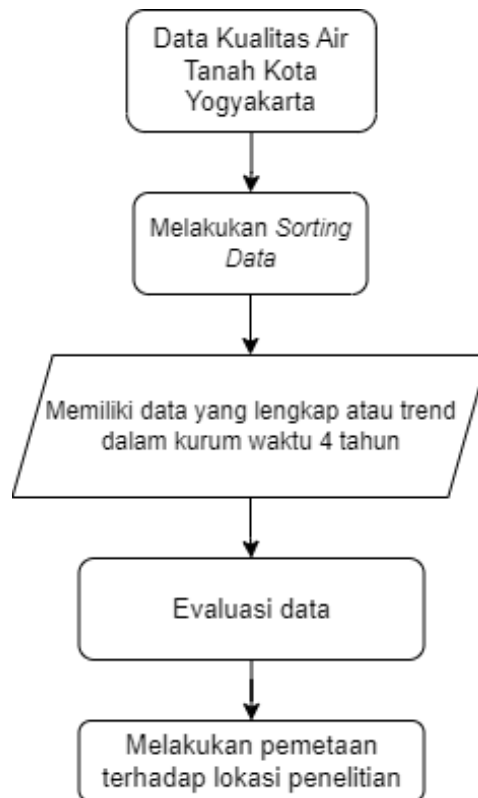 Data Kualitas Air
Tanah Kota
Yogyakarta
Melakukan Sorting
Data
Memiliki data yang lengkap atau trend
dalam kurum waktu 4 tahun
Evaluasi data
Melakukan pemetaan
terhadap lokasi penelitian